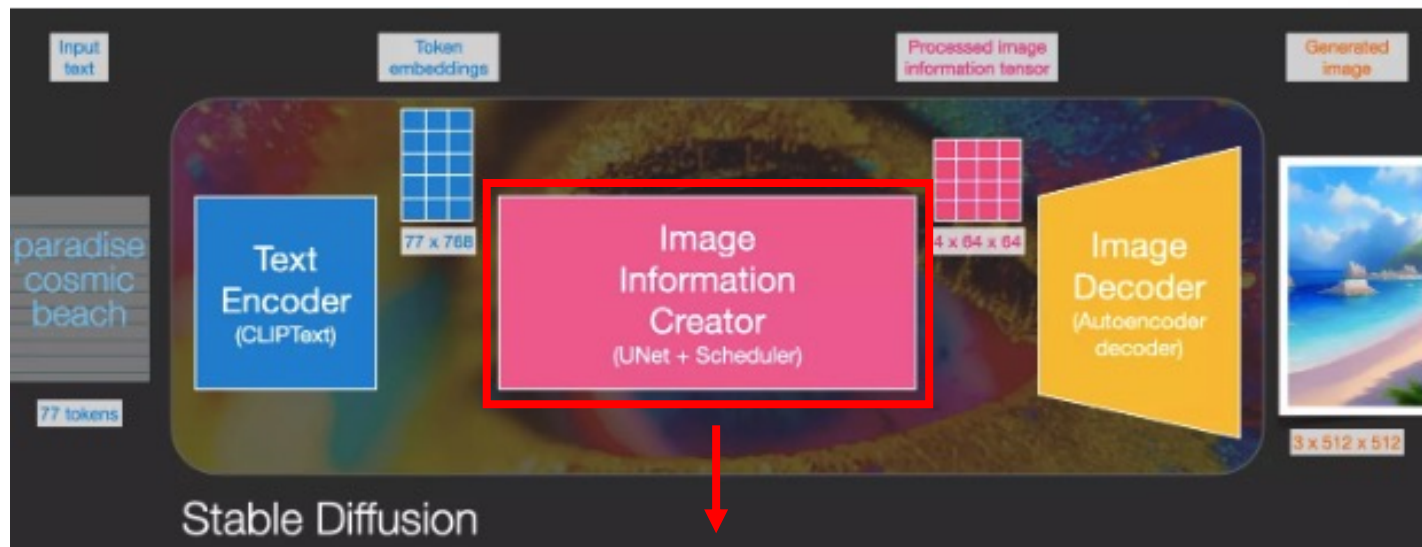 Input
text
Token
embeddings
Processed image
information tensor
Generated
image
paradise
cosmic
beach
77 tokens
Text
Encoder
(CLIPText)
77 x 768
Image
Information
Creator
(UNet + Scheduler)
4 x 64 x 64
Image
Decoder
(Autoencoder
decoder)
3 x 512 x 512
Stable Diffusion